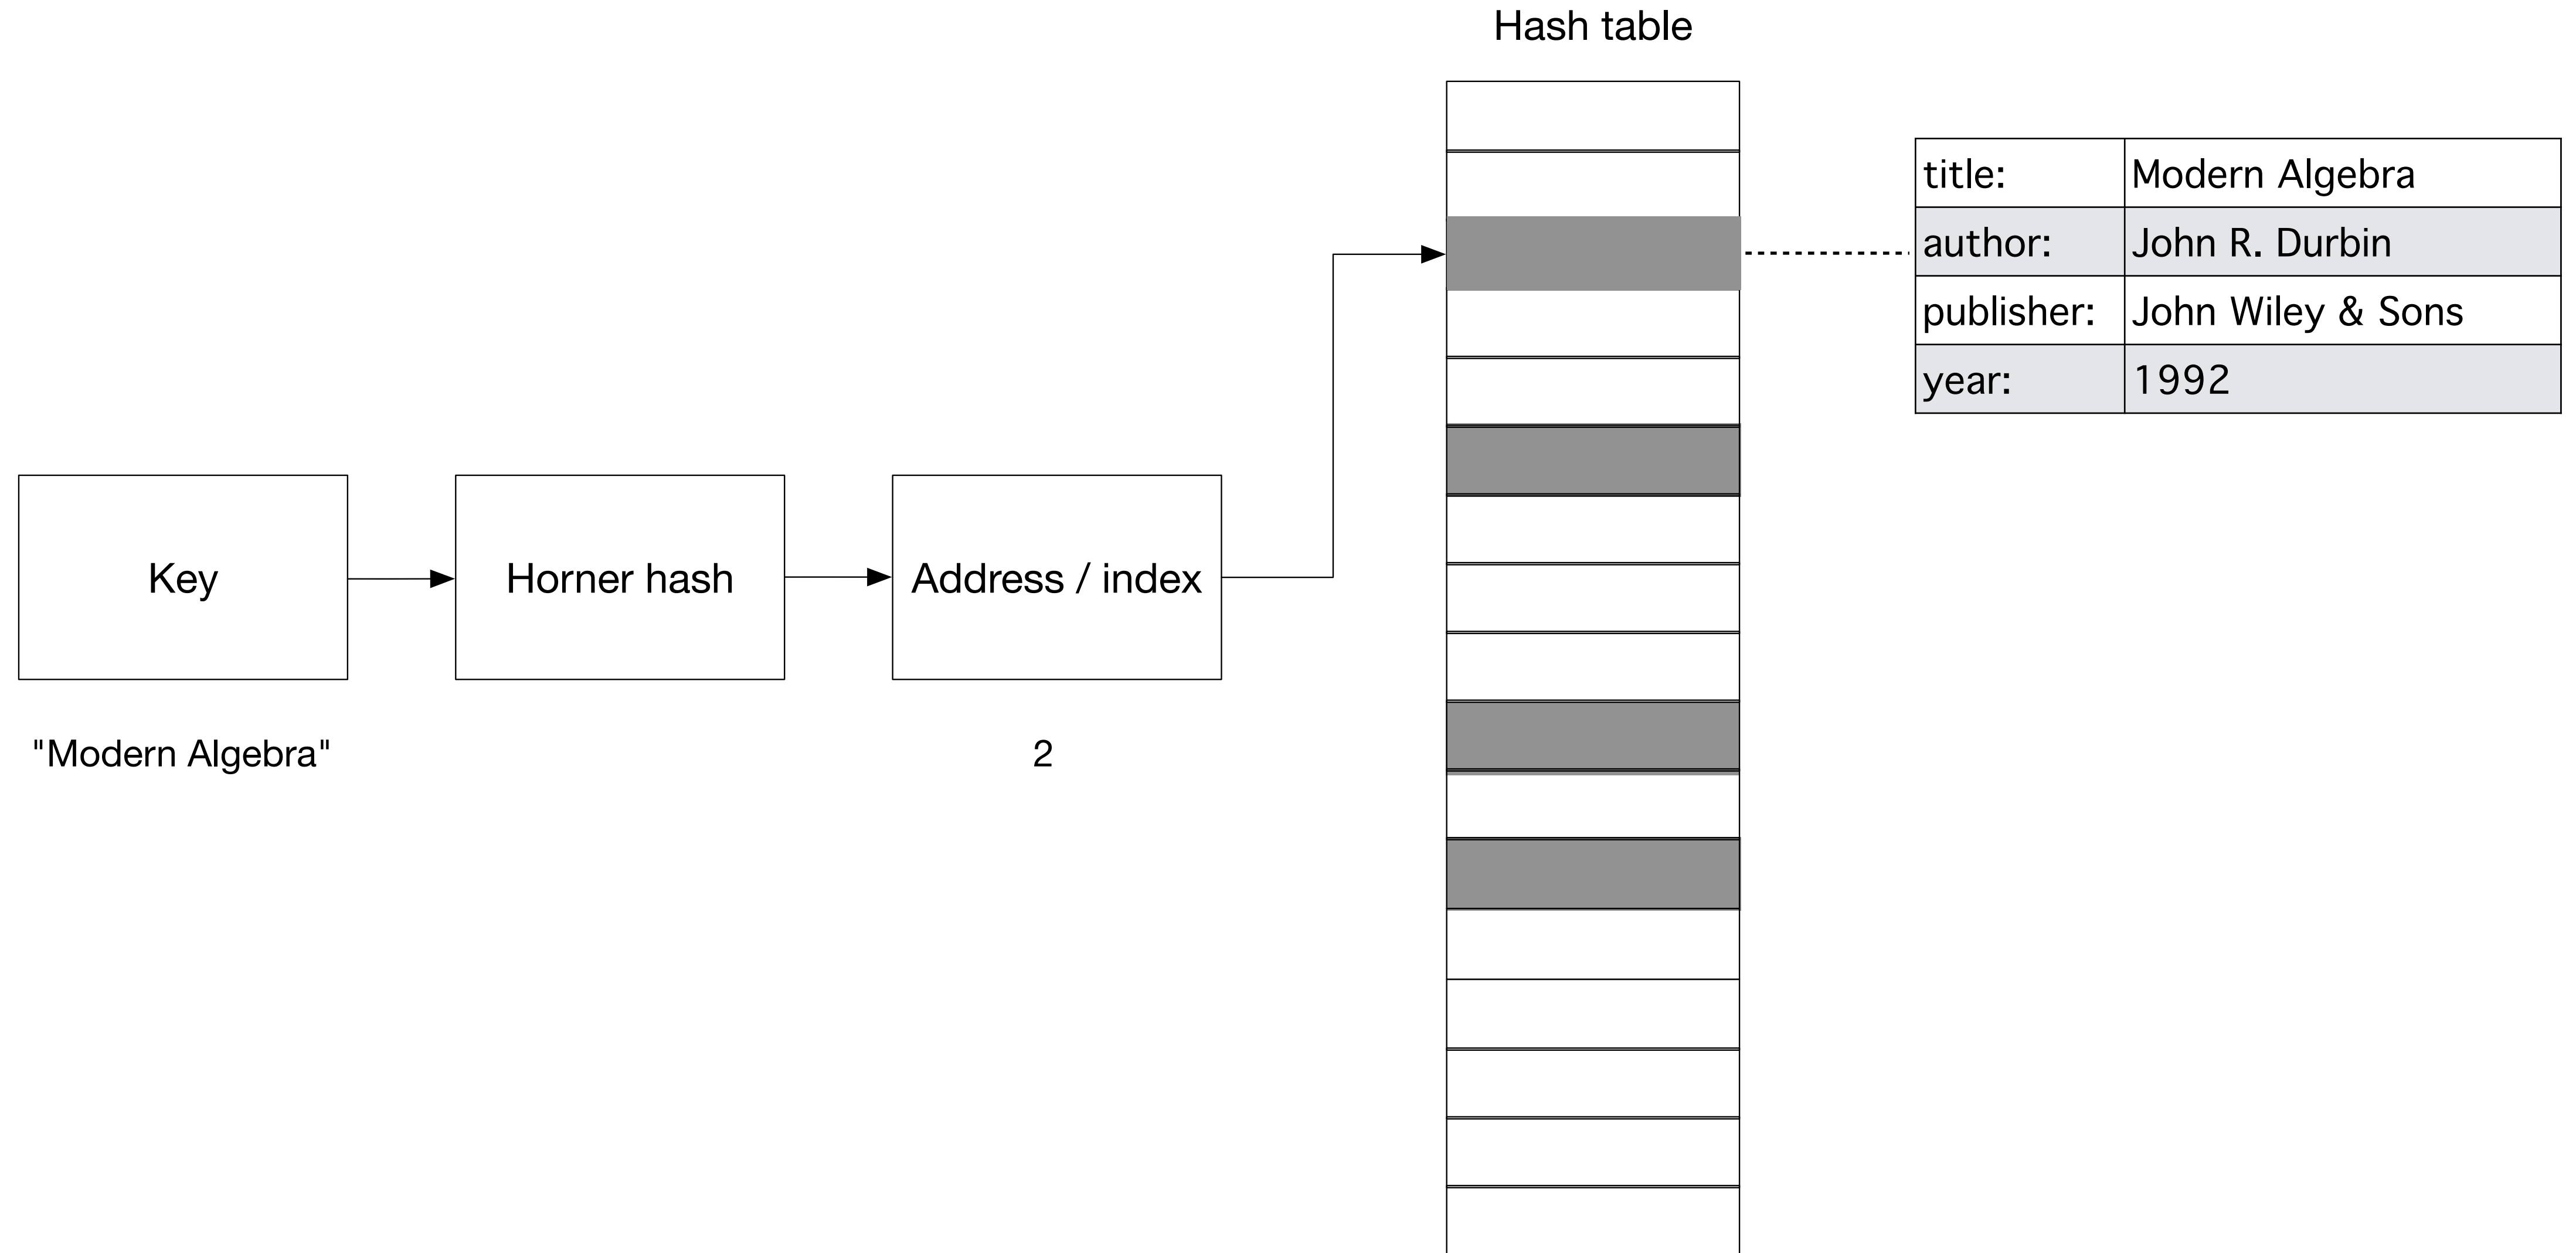 Hash table
title: Modern Algebra
author: John R. Durbin
publisher: John Wiley & Sons
year: 1992
Key
Horner hash
Address / index
"Modern Algebra"
2